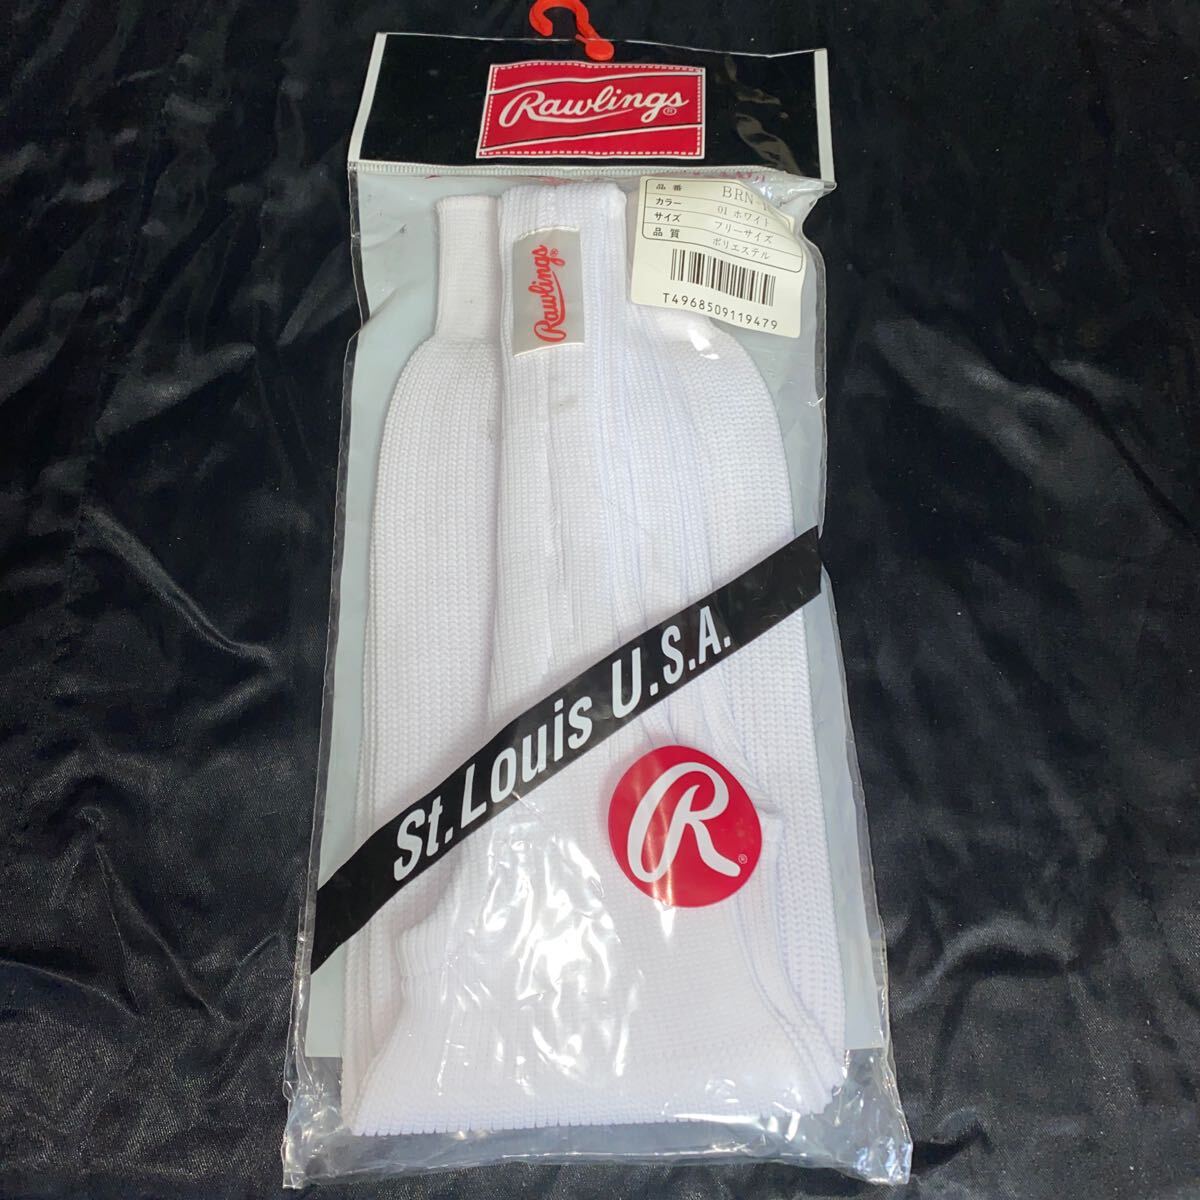 Rawlings®
品番 BRN
カラー 01 ホワイト
サイズ フリーサイズ
品質 ポリエステル
T4968509119479
Rawlings®
St. Louis U.S.A.
R®